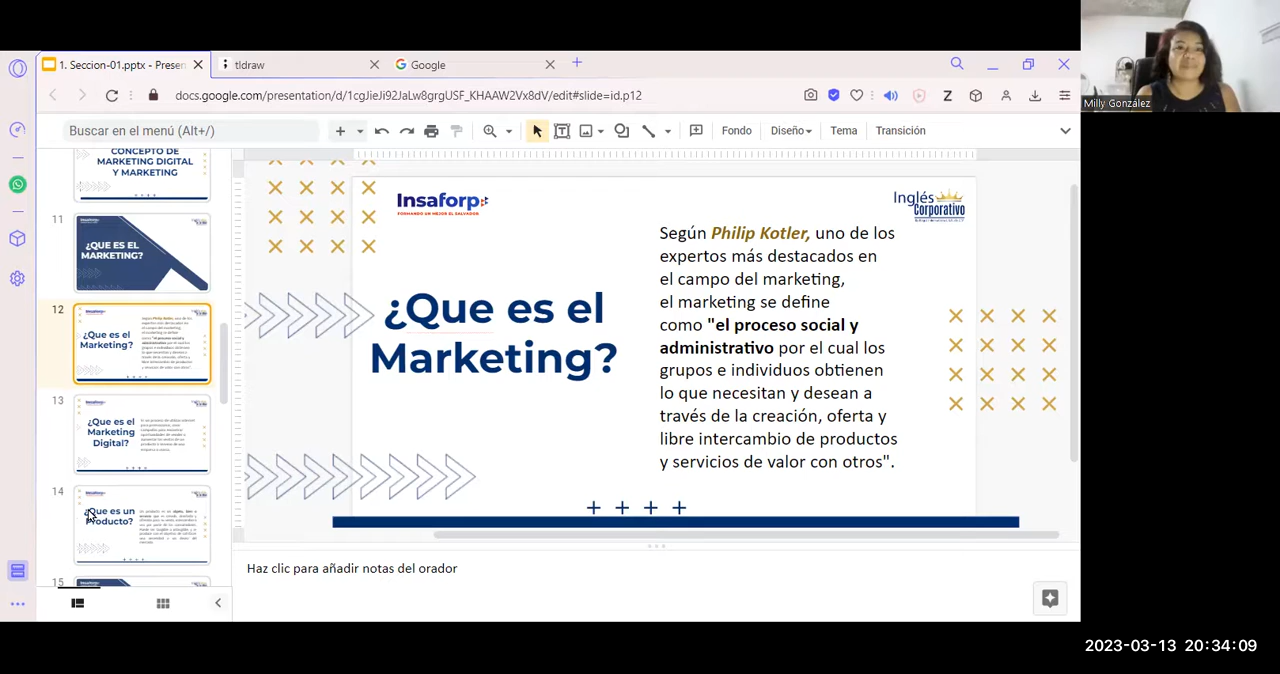 1. Seccion-01.pptx - Presen
tldraw
Google
docs.google.com/presentation/d/1cgJieJl92JaLw8grgUSF_KHAAW2Vx8dV/edit#slide=id.p12
Buscar en el menú (Alt+/)
Fondo
Diseño
Tema
Transición
CONCEPTO DE
MARKETING DIGITAL
Y MARKETING
11
¿QUE ES EL
MARKETING?
12
¿Que es el
Marketing?
13
¿Que es el
Marketing
Digital?
14
¿Que es un
Producto?
15
Insaforp
FORMANDO UN MEJOR EL SALVADOR
Inglés
Corporativo
¿Que es el
Marketing?
Según Philip Kotler, uno de los
expertos más destacados en
el campo del marketing,
el marketing se define
como "el proceso social y
administrativo por el cual los
grupos e individuos obtienen
lo que necesitan y desean a
través de la creación, oferta y
libre intercambio de productos
y servicios de valor con otros".
Haz clic para añadir notas del orador
Milly González
2023-03-13 20:34:09